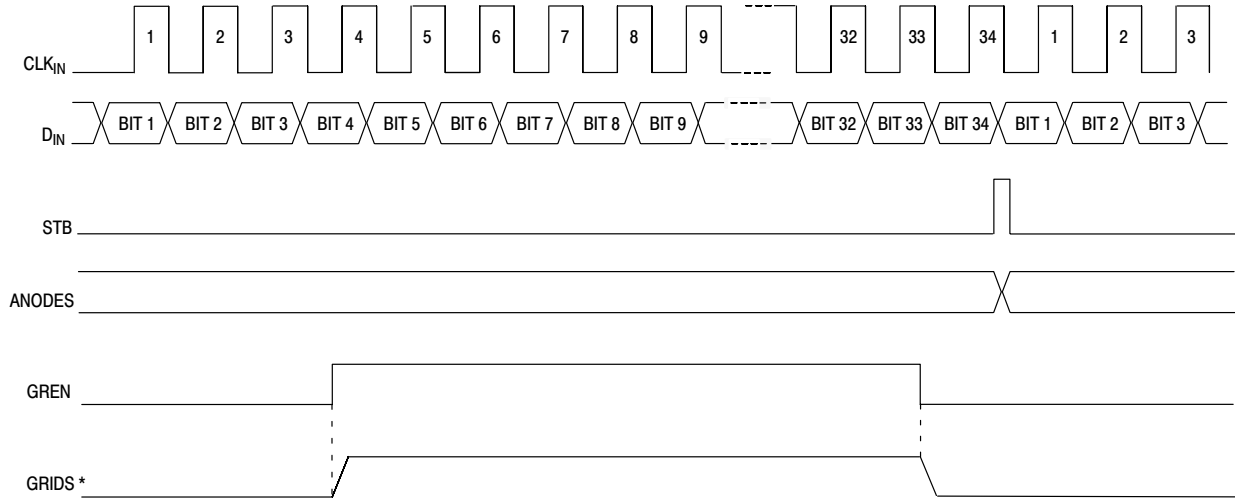 1 2 3 4 5 6 7 8 9 32 33 34 1 2 3
CLKIN
DIN BIT 1 BIT 2 BIT 3 BIT 4 BIT 5 BIT 6 BIT 7 BIT 8 BIT 9 BIT 32 BIT 33 BIT 34 BIT 1 BIT 2 BIT 3
STB
ANODES
GREN
GRIDS *